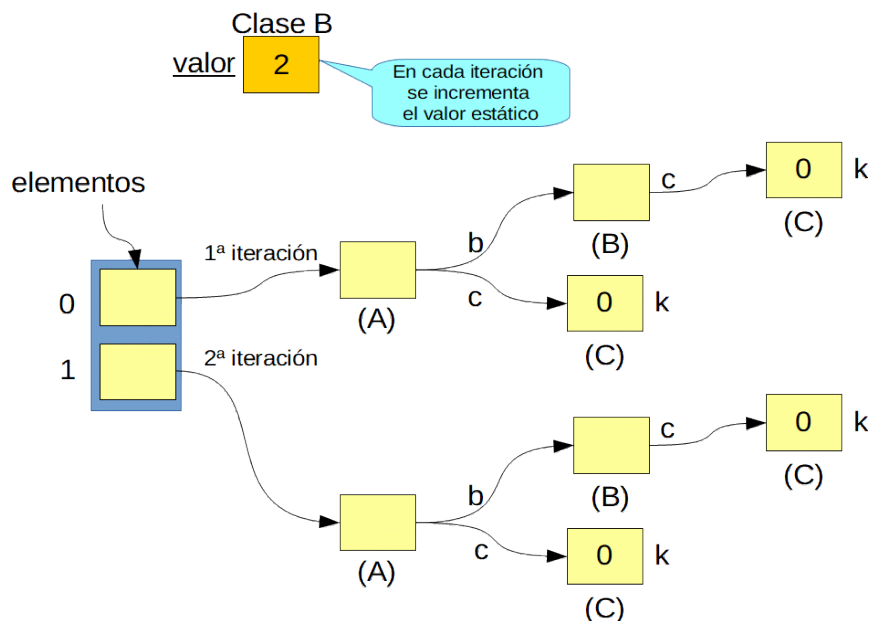 Clase B
valor
2
En cada iteración
se incrementa
el valor estático
elementos
0
1
1ª iteración
2ª iteración
(A)
b
c
(B)
c
0
k
(C)
0
k
(C)
(A)
b
c
(B)
c
0
k
(C)
0
k
(C)